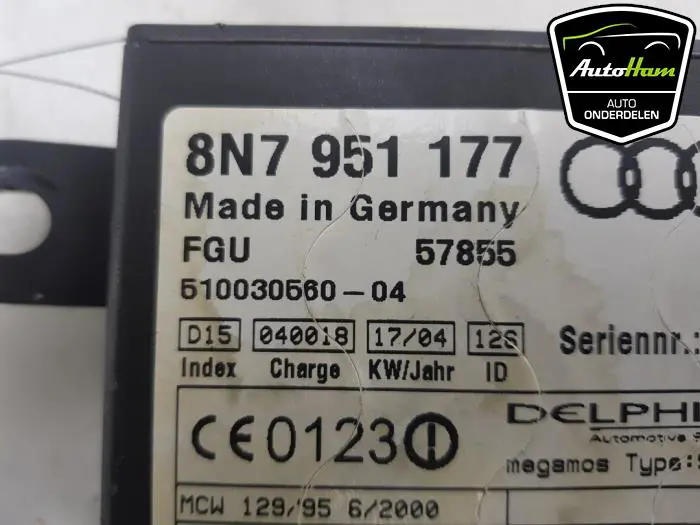 AutoHam
AUTO
ONDERDELEN
8N7 951 177
Made in Germany
FGU 57855
510030560-04
D15 040018 17/04 12S Seriennr.:
Index Charge KW/Jahr ID
CE0123
DELPHI
Automotive
megamos Type:
MCW 129/95 6/2000